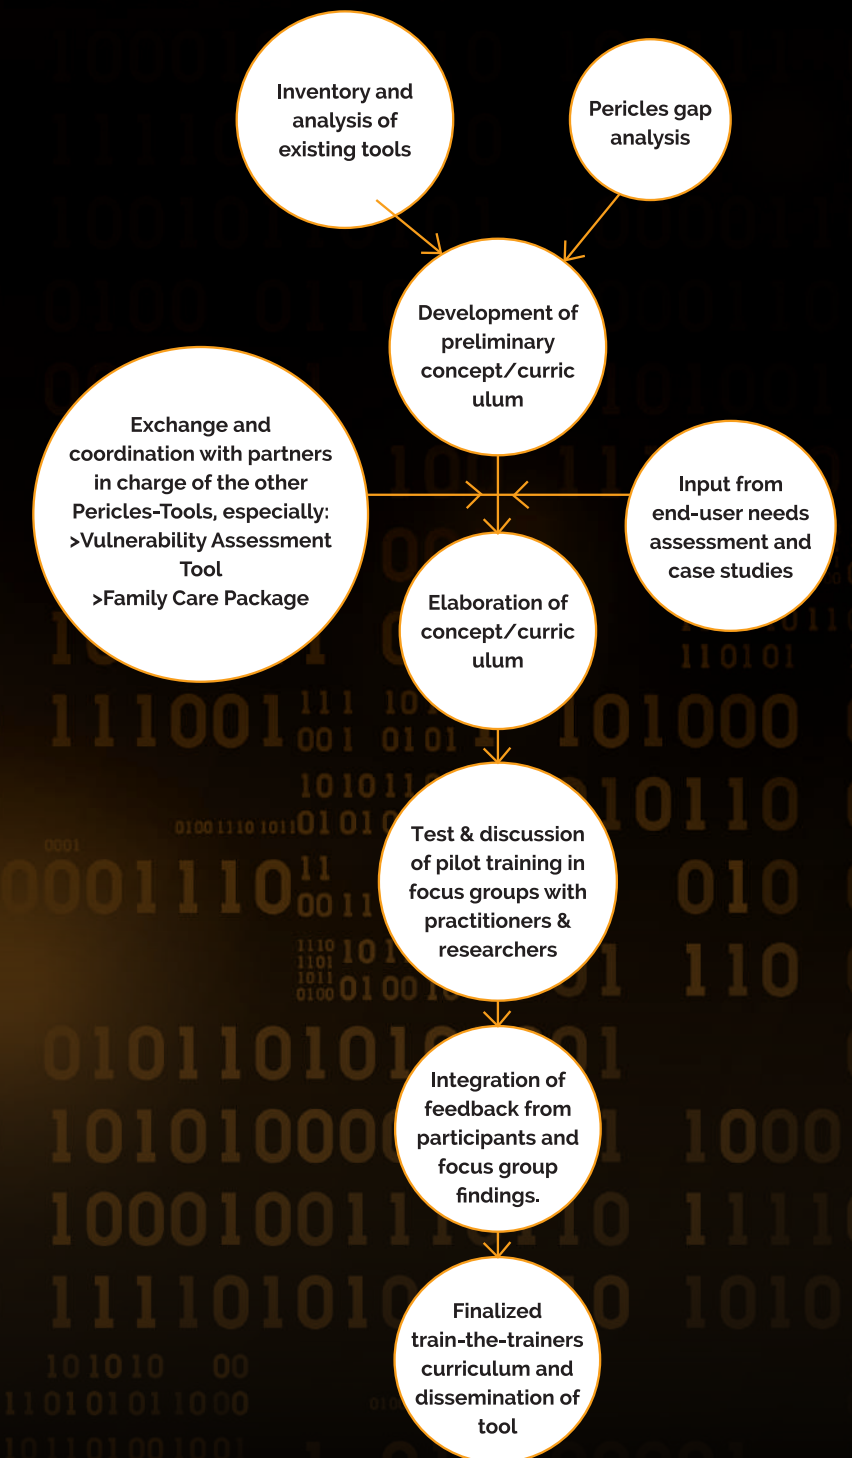 Inventory and
analysis of
existing tools
Pericles gap
analysis
Development of
preliminary
concept/curric
ulum
Exchange and
coordination with partners
in charge of the other
Pericles-Tools, especially:
>Vulnerability Assessment
Tool
>Family Care Package
Input from
end-user needs
assessment and
case studies
Elaboration of
concept/curric
ulum
Test & discussion
of pilot training in
focus groups with
practitioners &
researchers
Integration of
feedback from
participants and
focus group
findings.
Finalized
train-the-trainers
curriculum and
dissemination of
tool